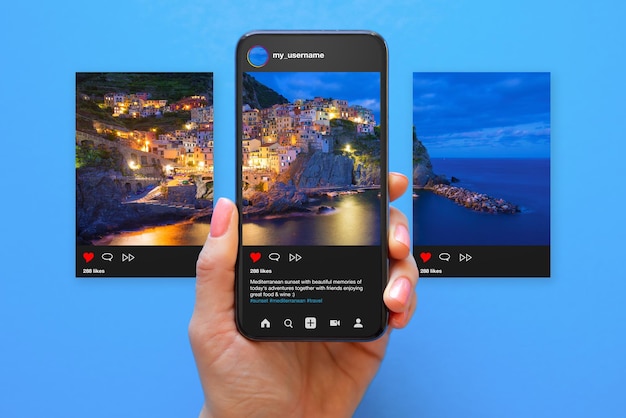 my_username
288 likes
288 likes
288 likes
Mediterranean sunset with beautiful memories of
today's adventures together with friends enjoying
great food & wine :)
#sunset #mediterranean #travel